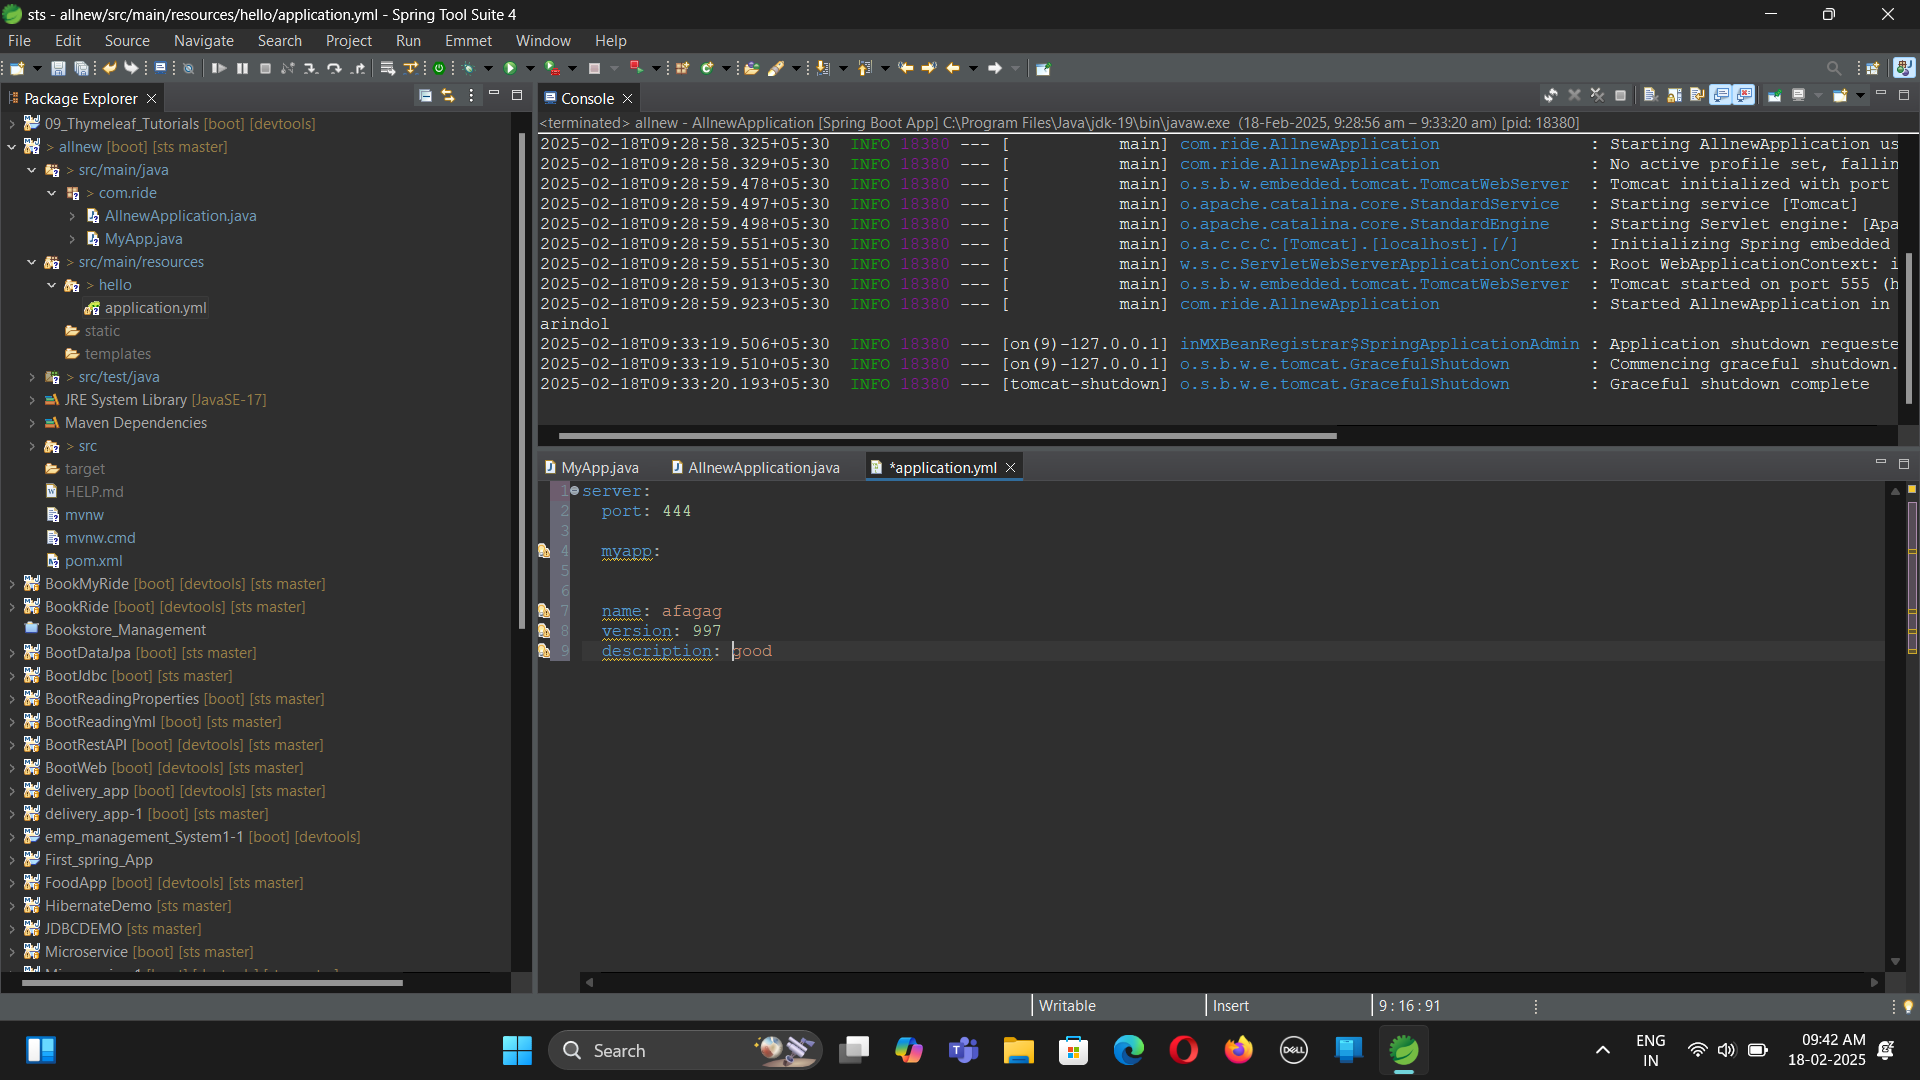 sts - allnew/src/main/resources/hello/application.yml - Spring Tool Suite 4
File Edit Source Navigate Search Project Run Emmet Window Help
Package Explorer
09_Thymeleaf_Tutorials [boot] [devtools]
> allnew [boot] [sts master]
> src/main/java
> com.ride
AllnewApplication.java
MyApp.java
> src/main/resources
> hello
application.yml
static
templates
> src/test/java
JRE System Library [JavaSE-17]
Maven Dependencies
> src
target
HELP.md
mvnw
mvnw.cmd
pom.xml
BookMyRide [boot] [devtools] [sts master]
BookRide [boot] [devtools] [sts master]
Bookstore_Management
BootDataJpa [boot] [sts master]
BootJdbc [boot] [sts master]
BootReadingProperties [boot] [sts master]
BootReadingYml [boot] [sts master]
BootRestAPI [boot] [devtools] [sts master]
BootWeb [boot] [devtools] [sts master]
delivery_app [boot] [devtools] [sts master]
delivery_app-1 [boot] [sts master]
emp_management_System1-1 [boot] [devtools]
First_spring_App
FoodApp [boot] [devtools] [sts master]
HibernateDemo [sts master]
JDBCDEMO [sts master]
Microservice [boot] [sts master]
Console
<terminated> allnew - AllnewApplication [Spring Boot App] C:\Program Files\Java\jdk-19\bin\javaw.exe (18-Feb-2025, 9:28:56 am – 9:33:20 am) [pid: 18380]
2025-02-18T09:28:58.325+05:30 INFO 18380 --- [ main] com.ride.AllnewApplication : Starting AllnewApplication us
2025-02-18T09:28:58.329+05:30 INFO 18380 --- [ main] com.ride.AllnewApplication : No active profile set, fallin
2025-02-18T09:28:59.478+05:30 INFO 18380 --- [ main] o.s.b.w.embedded.tomcat.TomcatWebServer : Tomcat initialized with port
2025-02-18T09:28:59.497+05:30 INFO 18380 --- [ main] o.apache.catalina.core.StandardService : Starting service [Tomcat]
2025-02-18T09:28:59.498+05:30 INFO 18380 --- [ main] o.apache.catalina.core.StandardEngine : Starting Servlet engine: [Apa
2025-02-18T09:28:59.551+05:30 INFO 18380 --- [ main] o.a.c.c.C.[Tomcat].[localhost].[/] : Initializing Spring embedded
2025-02-18T09:28:59.551+05:30 INFO 18380 --- [ main] w.s.c.ServletWebServerApplicationContext : Root WebApplicationContext: i
2025-02-18T09:28:59.913+05:30 INFO 18380 --- [ main] o.s.b.w.embedded.tomcat.TomcatWebServer : Tomcat started on port 555 (h
2025-02-18T09:28:59.923+05:30 INFO 18380 --- [ main] com.ride.AllnewApplication : Started AllnewApplication in
arindol
2025-02-18T09:33:19.506+05:30 INFO 18380 --- [on(9)-127.0.0.1] inMXBeanRegistrar$SpringApplicationAdmin : Application shutdown requeste
2025-02-18T09:33:19.510+05:30 INFO 18380 --- [on(9)-127.0.0.1] o.s.b.w.e.tomcat.GracefulShutdown : Commencing graceful shutdown.
2025-02-18T09:33:20.193+05:30 INFO 18380 --- [tomcat-shutdown] o.s.b.w.e.tomcat.GracefulShutdown : Graceful shutdown complete
MyApp.java AllnewApplication.java *application.yml
1 server:
2 port: 444
3
4 myapp:
5
6
7 name: afagag
8 version: 997
9 description: good
Writable Insert 9 : 16 : 91
Search
DELL
ENG
IN
09:42 AM
18-02-2025